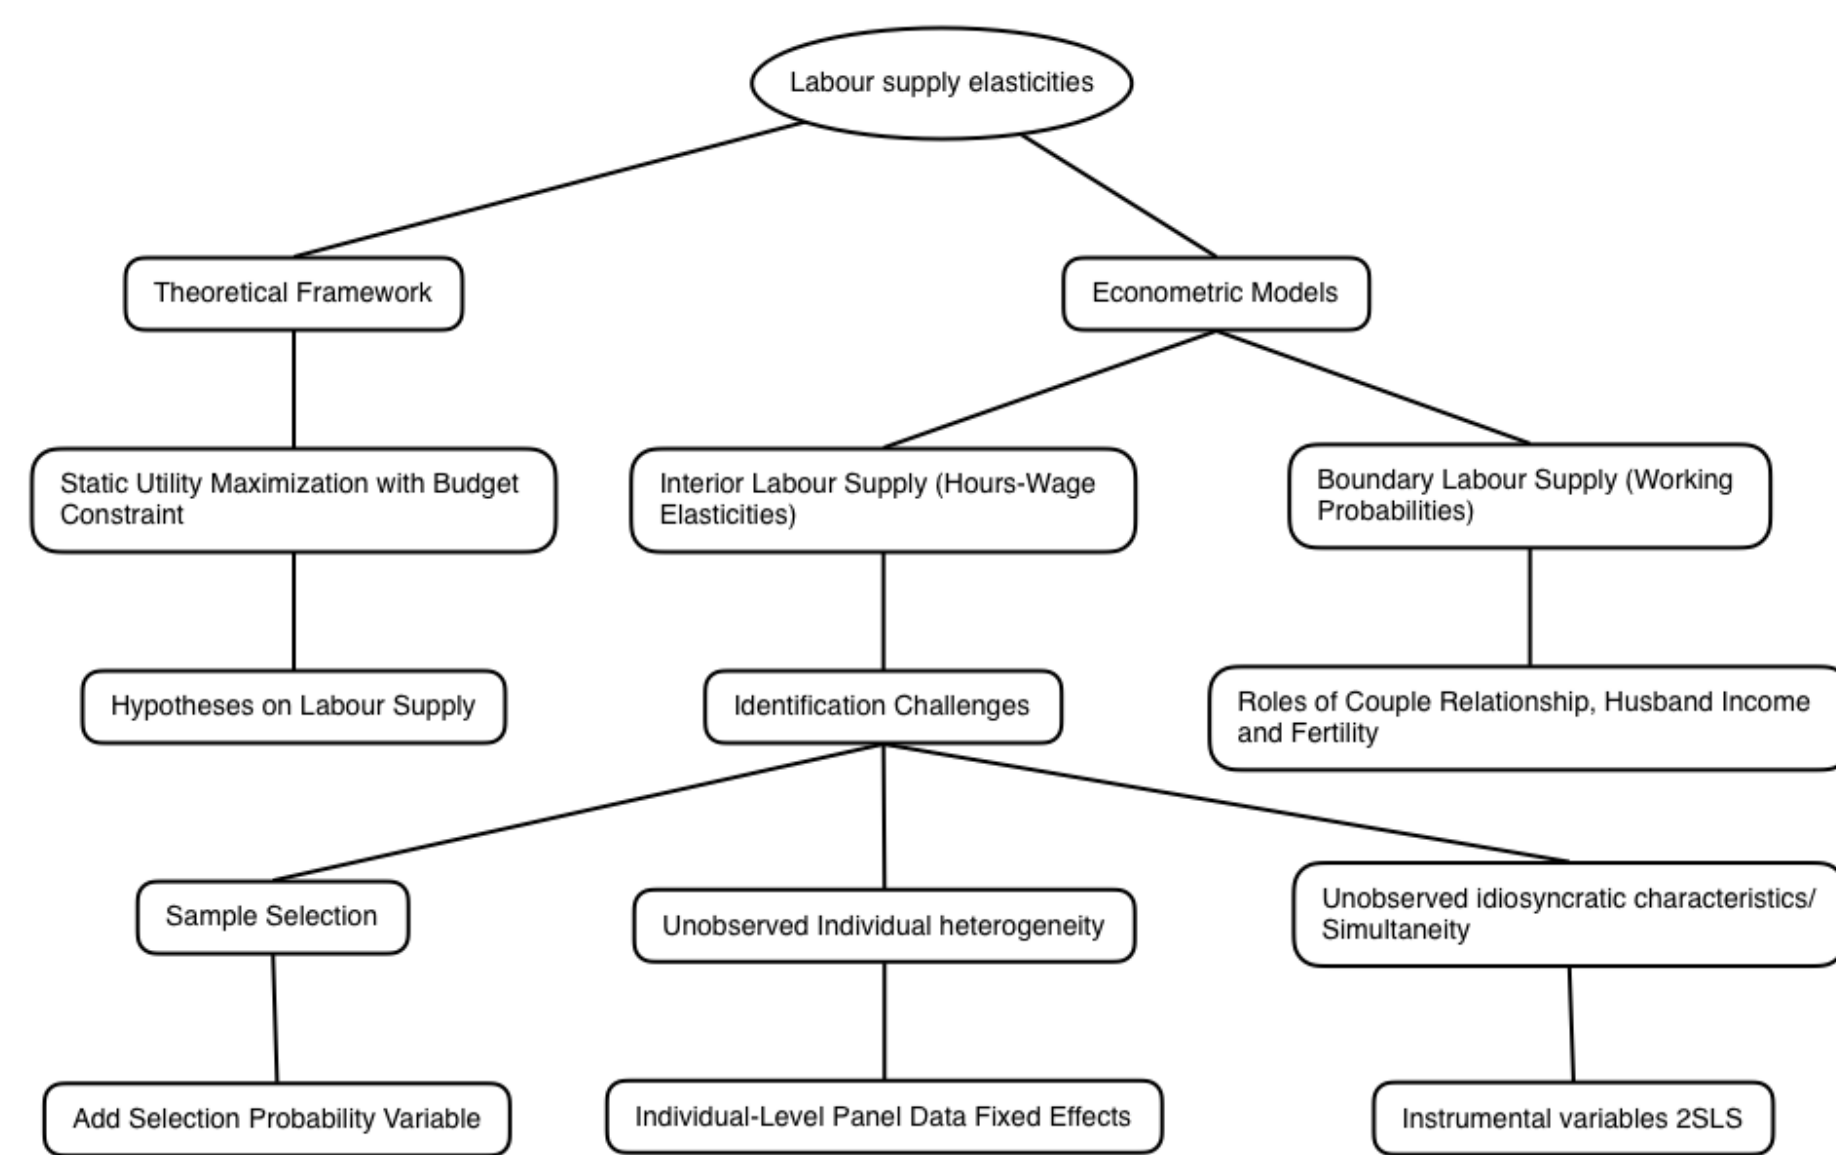 Labour supply elasticities
Theoretical Framework
Econometric Models
Static Utility Maximization with Budget
Constraint
Interior Labour Supply (Hours-Wage
Elasticities)
Boundary Labour Supply (Working
Probabilities)
Hypotheses on Labour Supply
Identification Challenges
Roles of Couple Relationship, Husband Income
and Fertility
Sample Selection
Unobserved Individual heterogeneity
Unobserved idiosyncratic characteristics/
Simultaneity
Add Selection Probability Variable
Individual-Level Panel Data Fixed Effects
Instrumental variables 2SLS